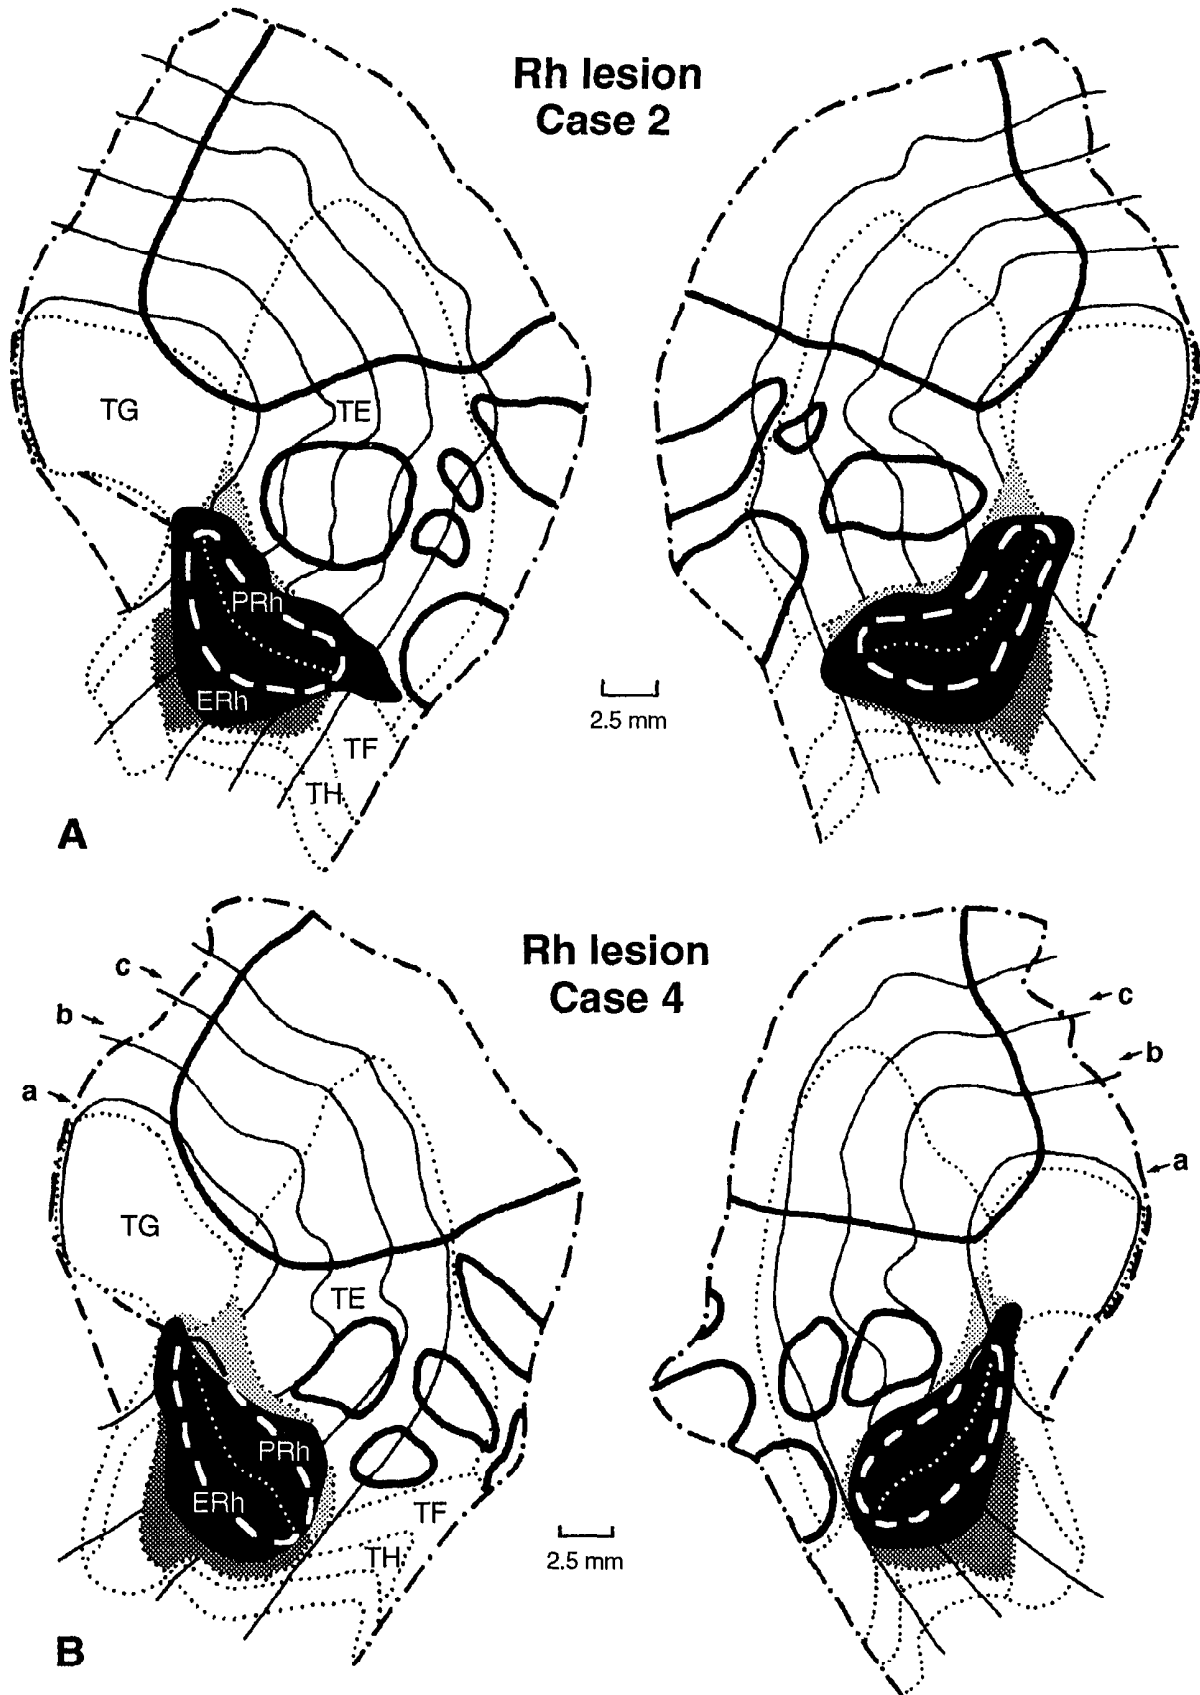 Rh lesion
Case 2
TG
TE
PRh
ERh
2.5 mm
TF
TH
A
Rh lesion
Case 4
c
c
b
b
a
a
TG
TE
PRh
ERh
TF
2.5 mm
TH
B